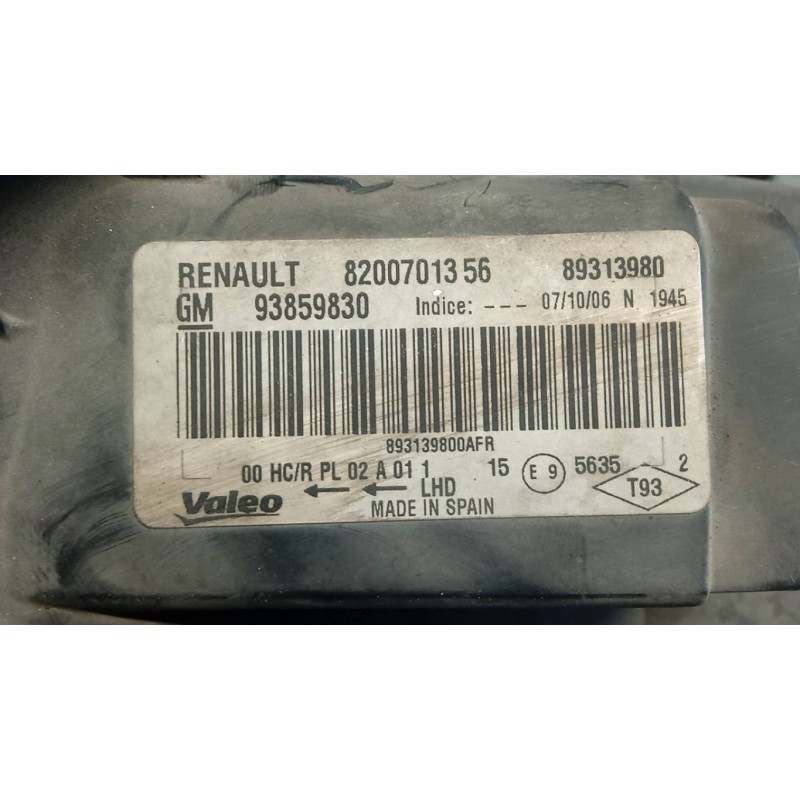 RENAULT 8200701356 89313980
GM 93859830 Indice: --- 07/10/06 N 1945
893139800AFR
00 HC/R PL 02 A 01 1 15 E 9 5635 2
Valeo ← ← LHD T93
MADE IN SPAIN